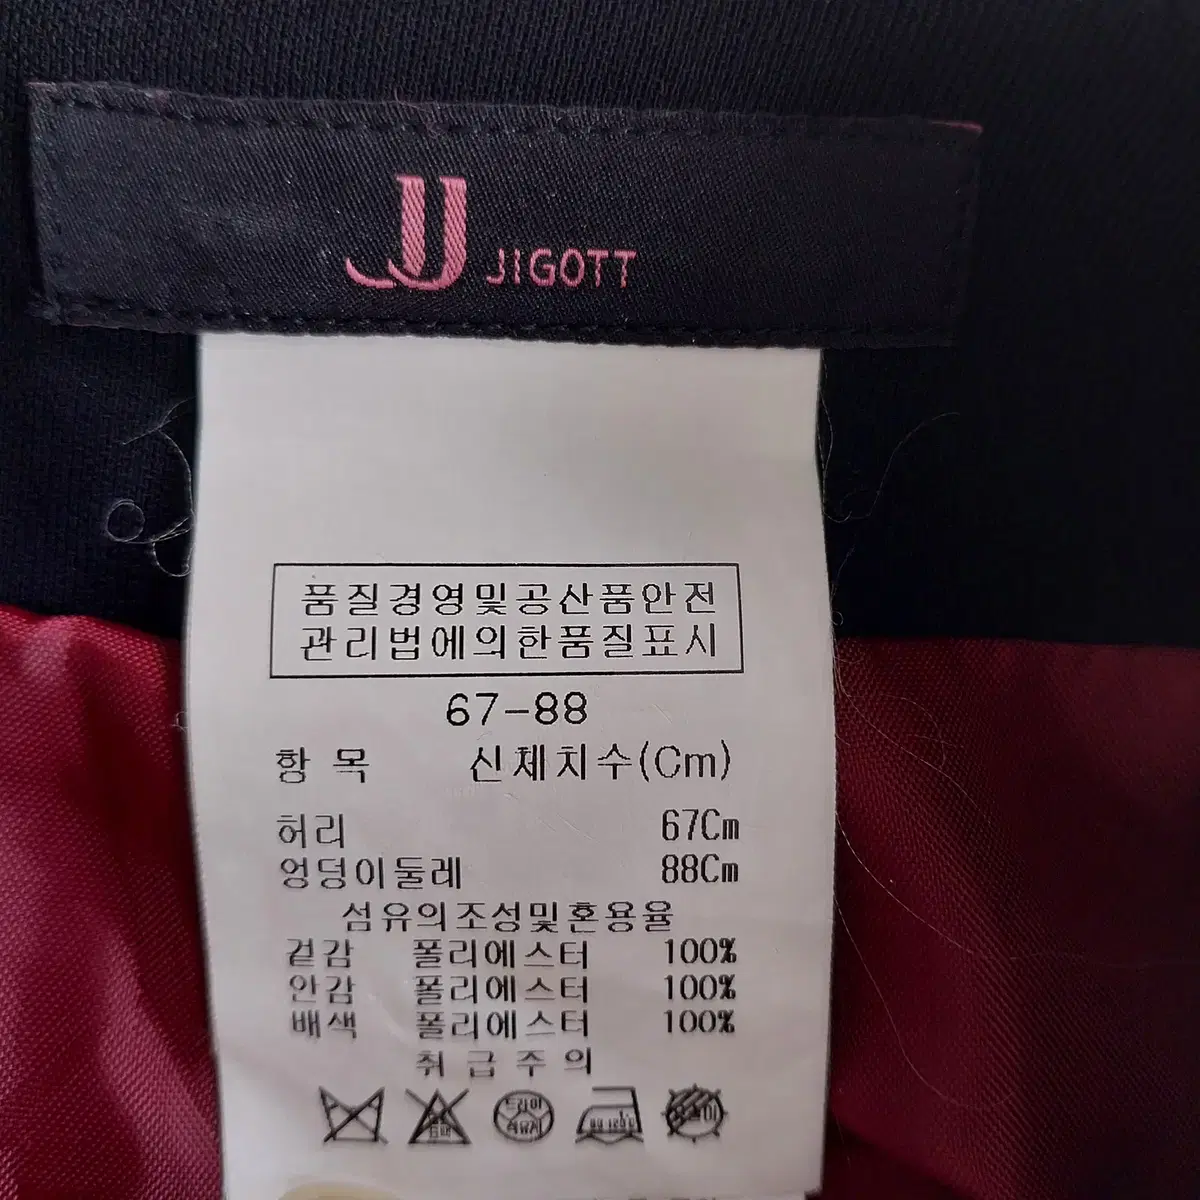 JJ JIGOTT
품질경영및공산품안전
관리법에의한품질표시
67-88
항 목 신체치수(Cm)
허리 67Cm
엉덩이둘레 88Cm
섬유의조성및혼용율
겉감 폴리에스터 100%
안감 폴리에스터 100%
배색 폴리에스터 100%
취 급 주 의
드라이